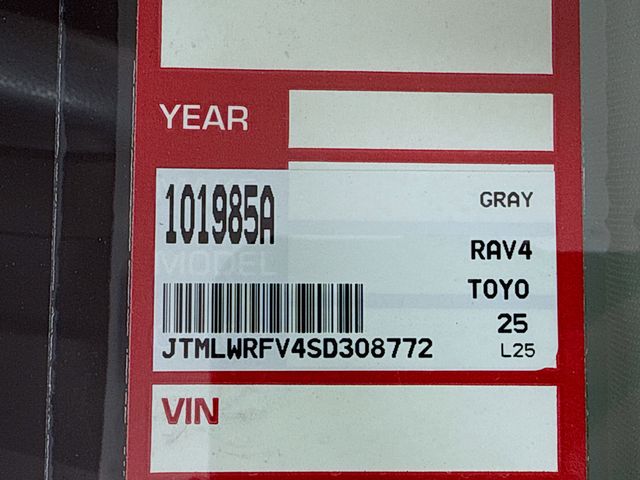 YEAR
101985A GRAY
MODEL
RAV4
TOYO
25
JTMLWRFV4SD308772 L25
VIN